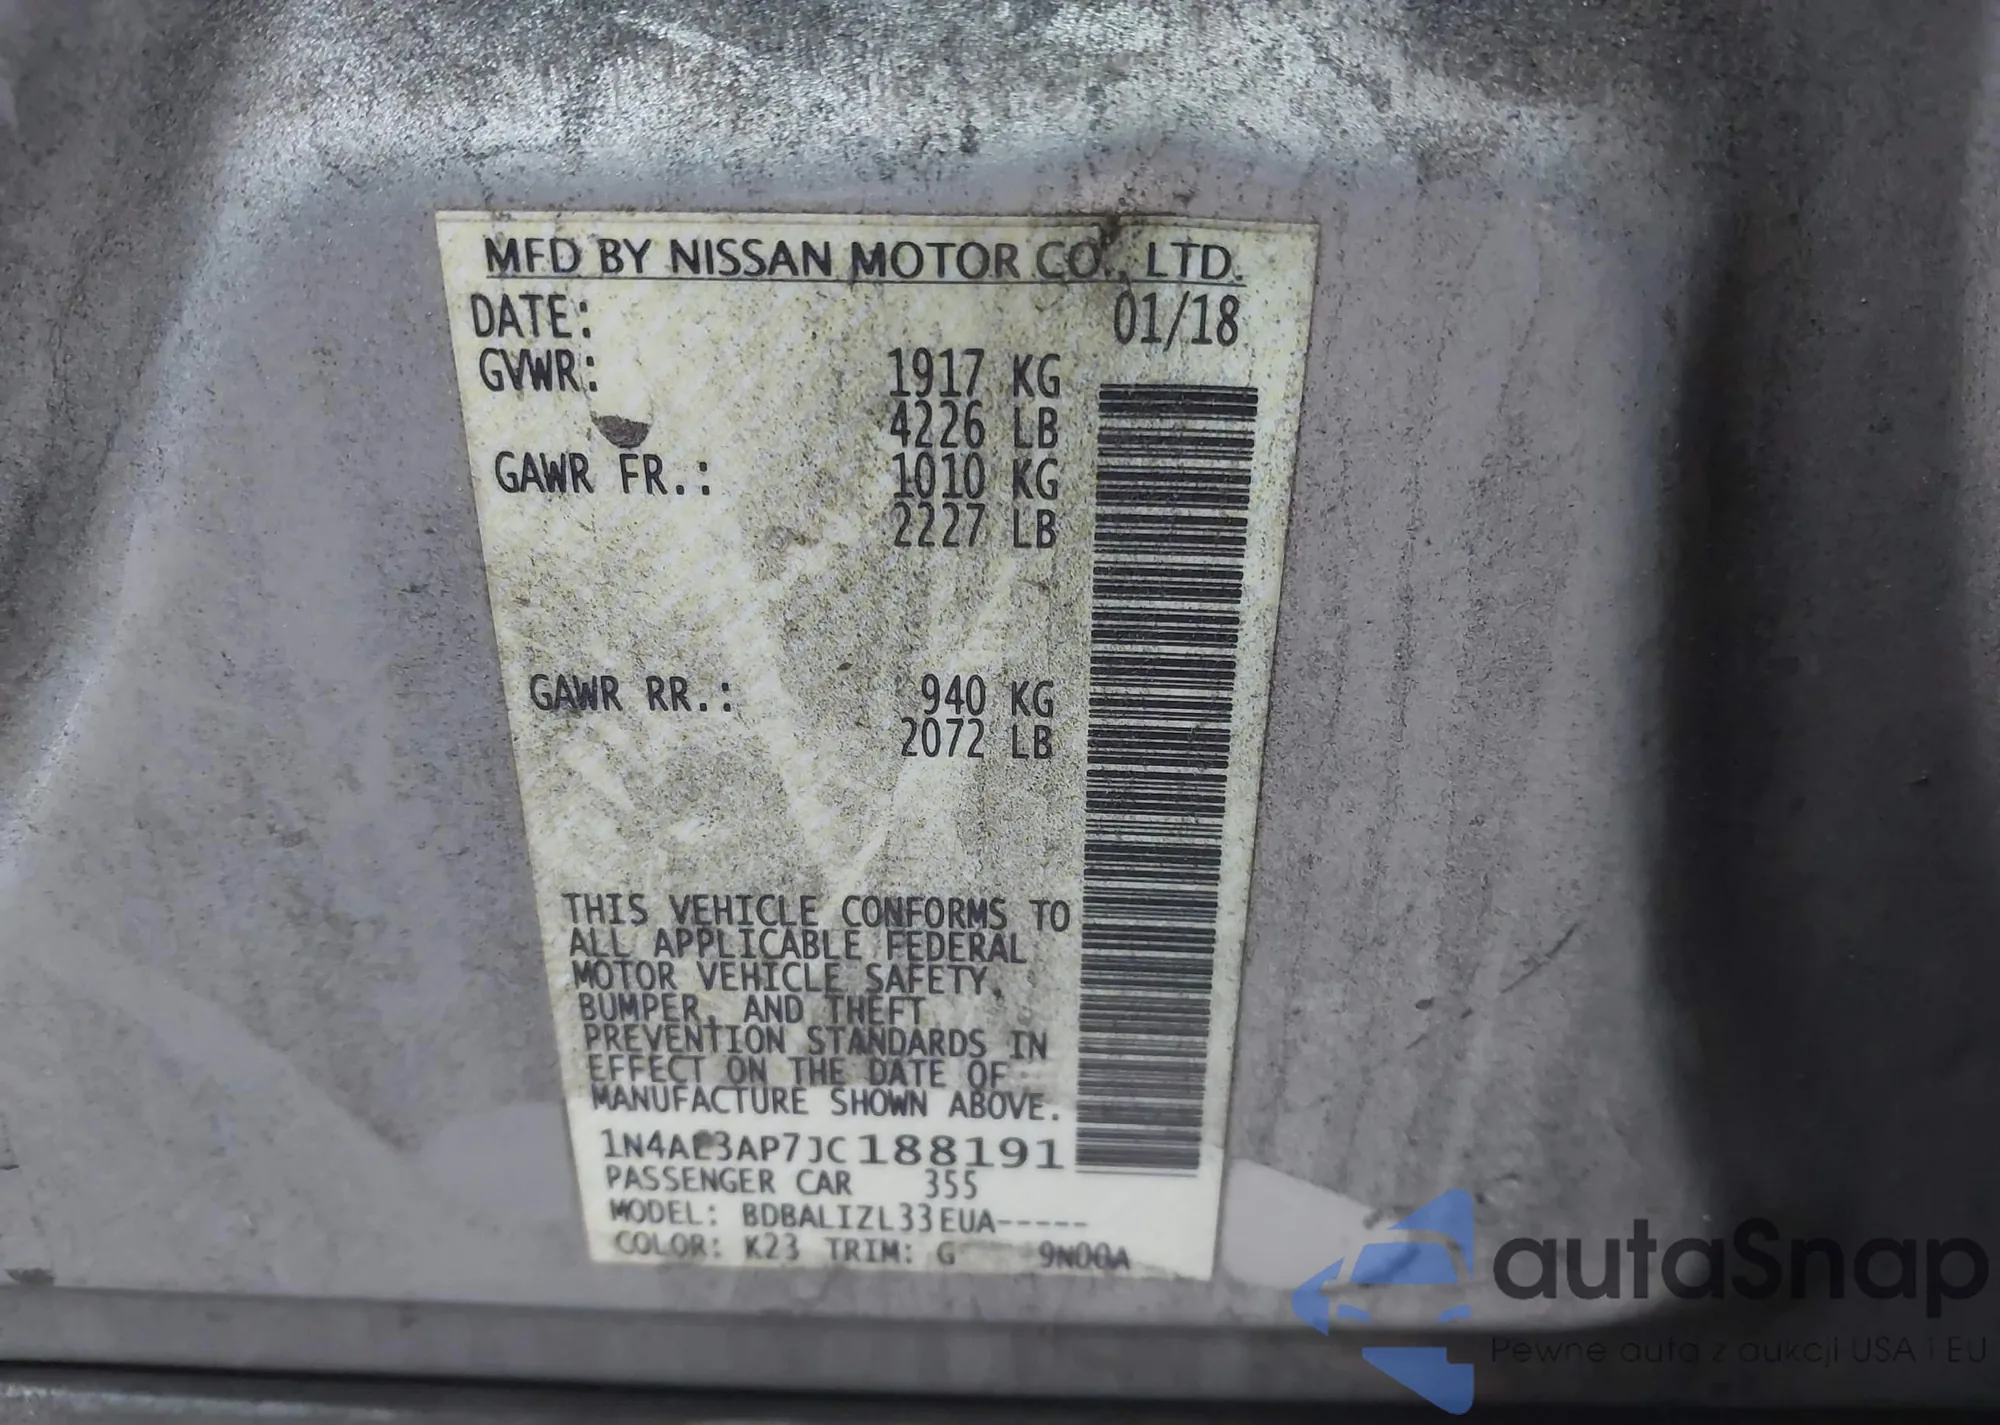 MFD BY NISSAN MOTOR CO., LTD.
DATE: 01/18
GVWR: 1917 KG
4226 LB
GAWR FR.: 1010 KG
2227 LB
GAWR RR.: 940 KG
2072 LB
THIS VEHICLE CONFORMS TO
ALL APPLICABLE FEDERAL
MOTOR VEHICLE SAFETY,
BUMPER, AND THEFT
PREVENTION STANDARDS IN
EFFECT ON THE DATE OF
MANUFACTURE SHOWN ABOVE.
1N4AL3AP7JC188191
PASSENGER CAR 355
MODEL: BDBALIZL33EUA-----
COLOR: K23 TRIM: G 9N00A
autaSnap
Pewne auta z aukcji USA i EU